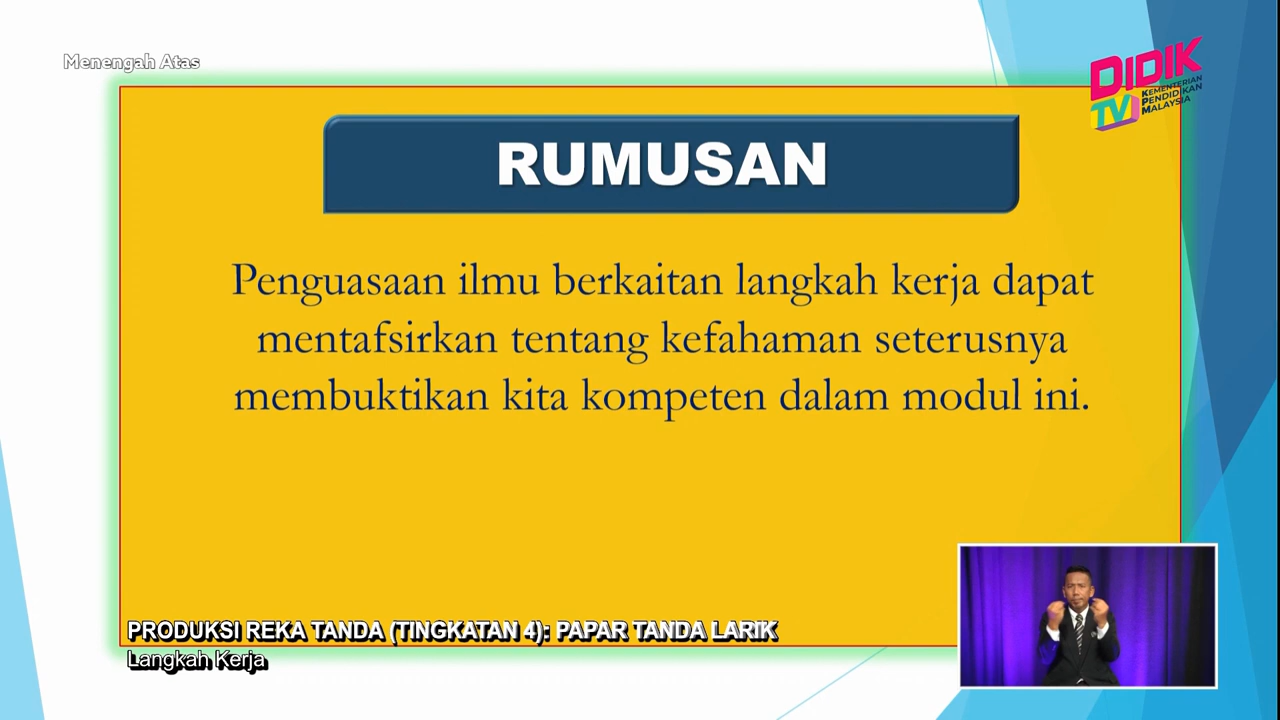 Menengah Atas
DIDIK
TV
KEMENTERIAN
PENDIDIKAN
MALAYSIA
RUMUSAN
Penguasaan ilmu berkaitan langkah kerja dapat
mentafsirkan tentang kefahaman seterusnya
membuktikan kita kompeten dalam modul ini.
PRODUKSI REKA TANDA (TINGKATAN 4): PAPAR TANDA LARIK
Langkah Kerja